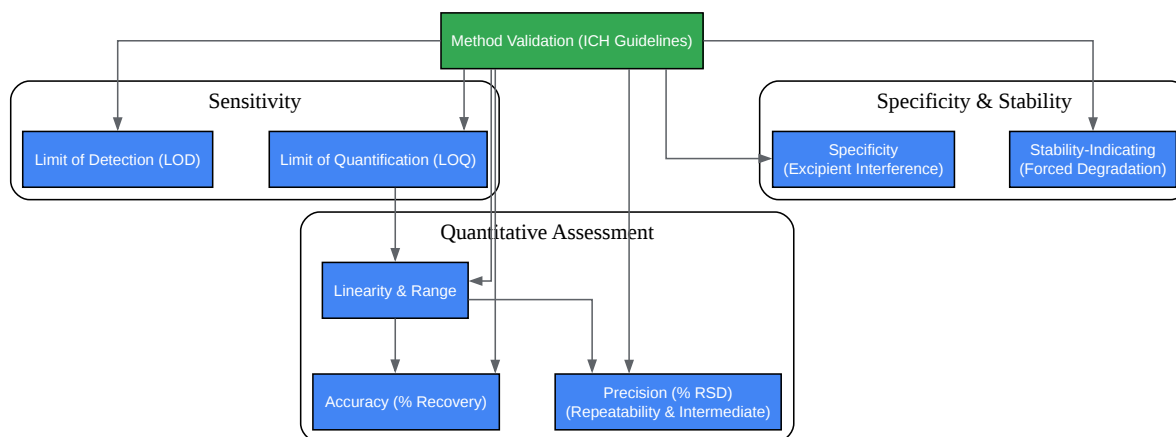 Method Validation (ICH Guidelines)
Sensitivity
Specificity & Stability
Limit of Detection (LOD)
Limit of Quantification (LOQ)
Specificity
(Excipient Interference)
Stability-Indicating
(Forced Degradation)
Quantitative Assessment
Linearity & Range
Accuracy (% Recovery)
Precision (% RSD)
(Repeatability & Intermediate)